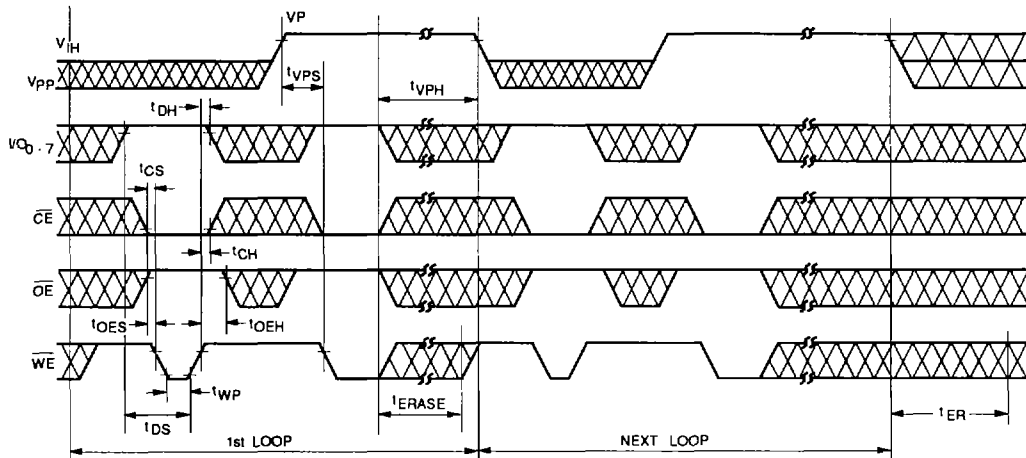 VP
VIH
VPP
tVPS
tVPH
tDH
I/O0-7
tCS
CE
tCH
OE
tOES
tOEH
WE
tWP
tERASE
tDS
tER
1st LOOP
NEXT LOOP